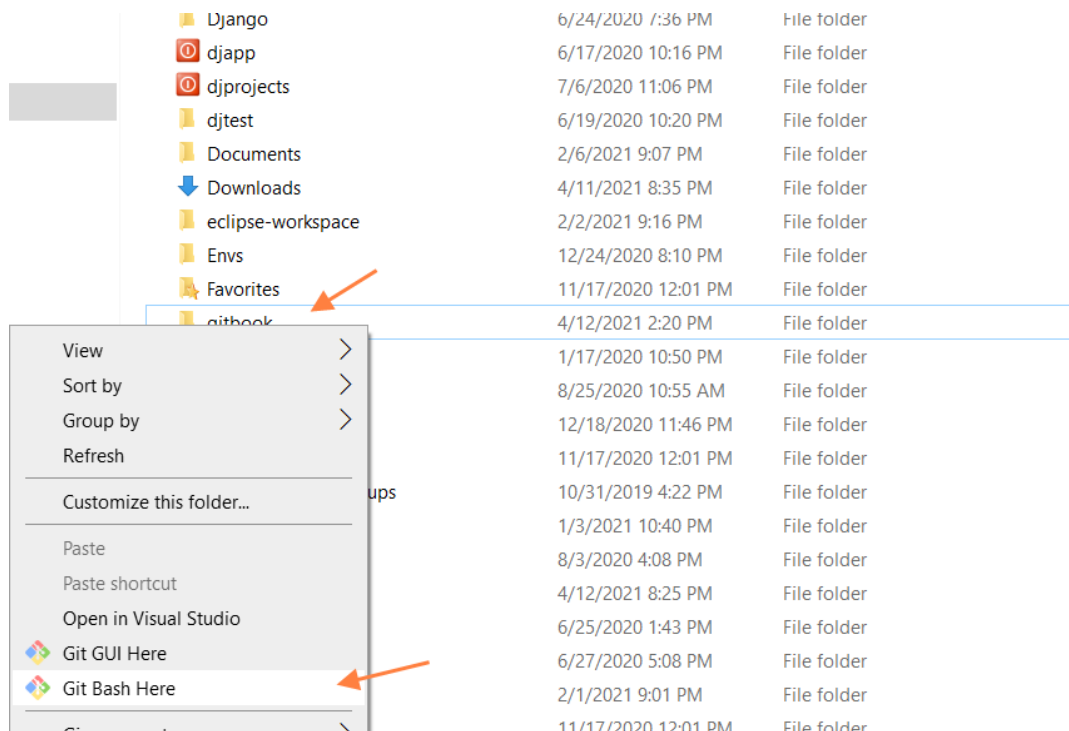 Django 6/24/2020 7:36 PM File folder
djapp 6/17/2020 10:16 PM File folder
djprojects 7/6/2020 11:06 PM File folder
djtest 6/19/2020 10:20 PM File folder
Documents 2/6/2021 9:07 PM File folder
Downloads 4/11/2021 8:35 PM File folder
eclipse-workspace 2/2/2021 9:16 PM File folder
Envs 12/24/2020 8:10 PM File folder
Favorites 11/17/2020 12:01 PM File folder
gitbook 4/12/2021 2:20 PM File folder
View
1/17/2020 10:50 PM File folder
Sort by
8/25/2020 10:55 AM File folder
Group by
12/18/2020 11:46 PM File folder
Refresh
11/17/2020 12:01 PM File folder
Customize this folder...
ups 10/31/2019 4:22 PM File folder
1/3/2021 10:40 PM File folder
Paste
8/3/2020 4:08 PM File folder
Paste shortcut
4/12/2021 8:25 PM File folder
Open in Visual Studio
6/25/2020 1:43 PM File folder
Git GUI Here
6/27/2020 5:08 PM File folder
Git Bash Here
2/1/2021 9:01 PM File folder
11/17/2020 12:01 PM File folder